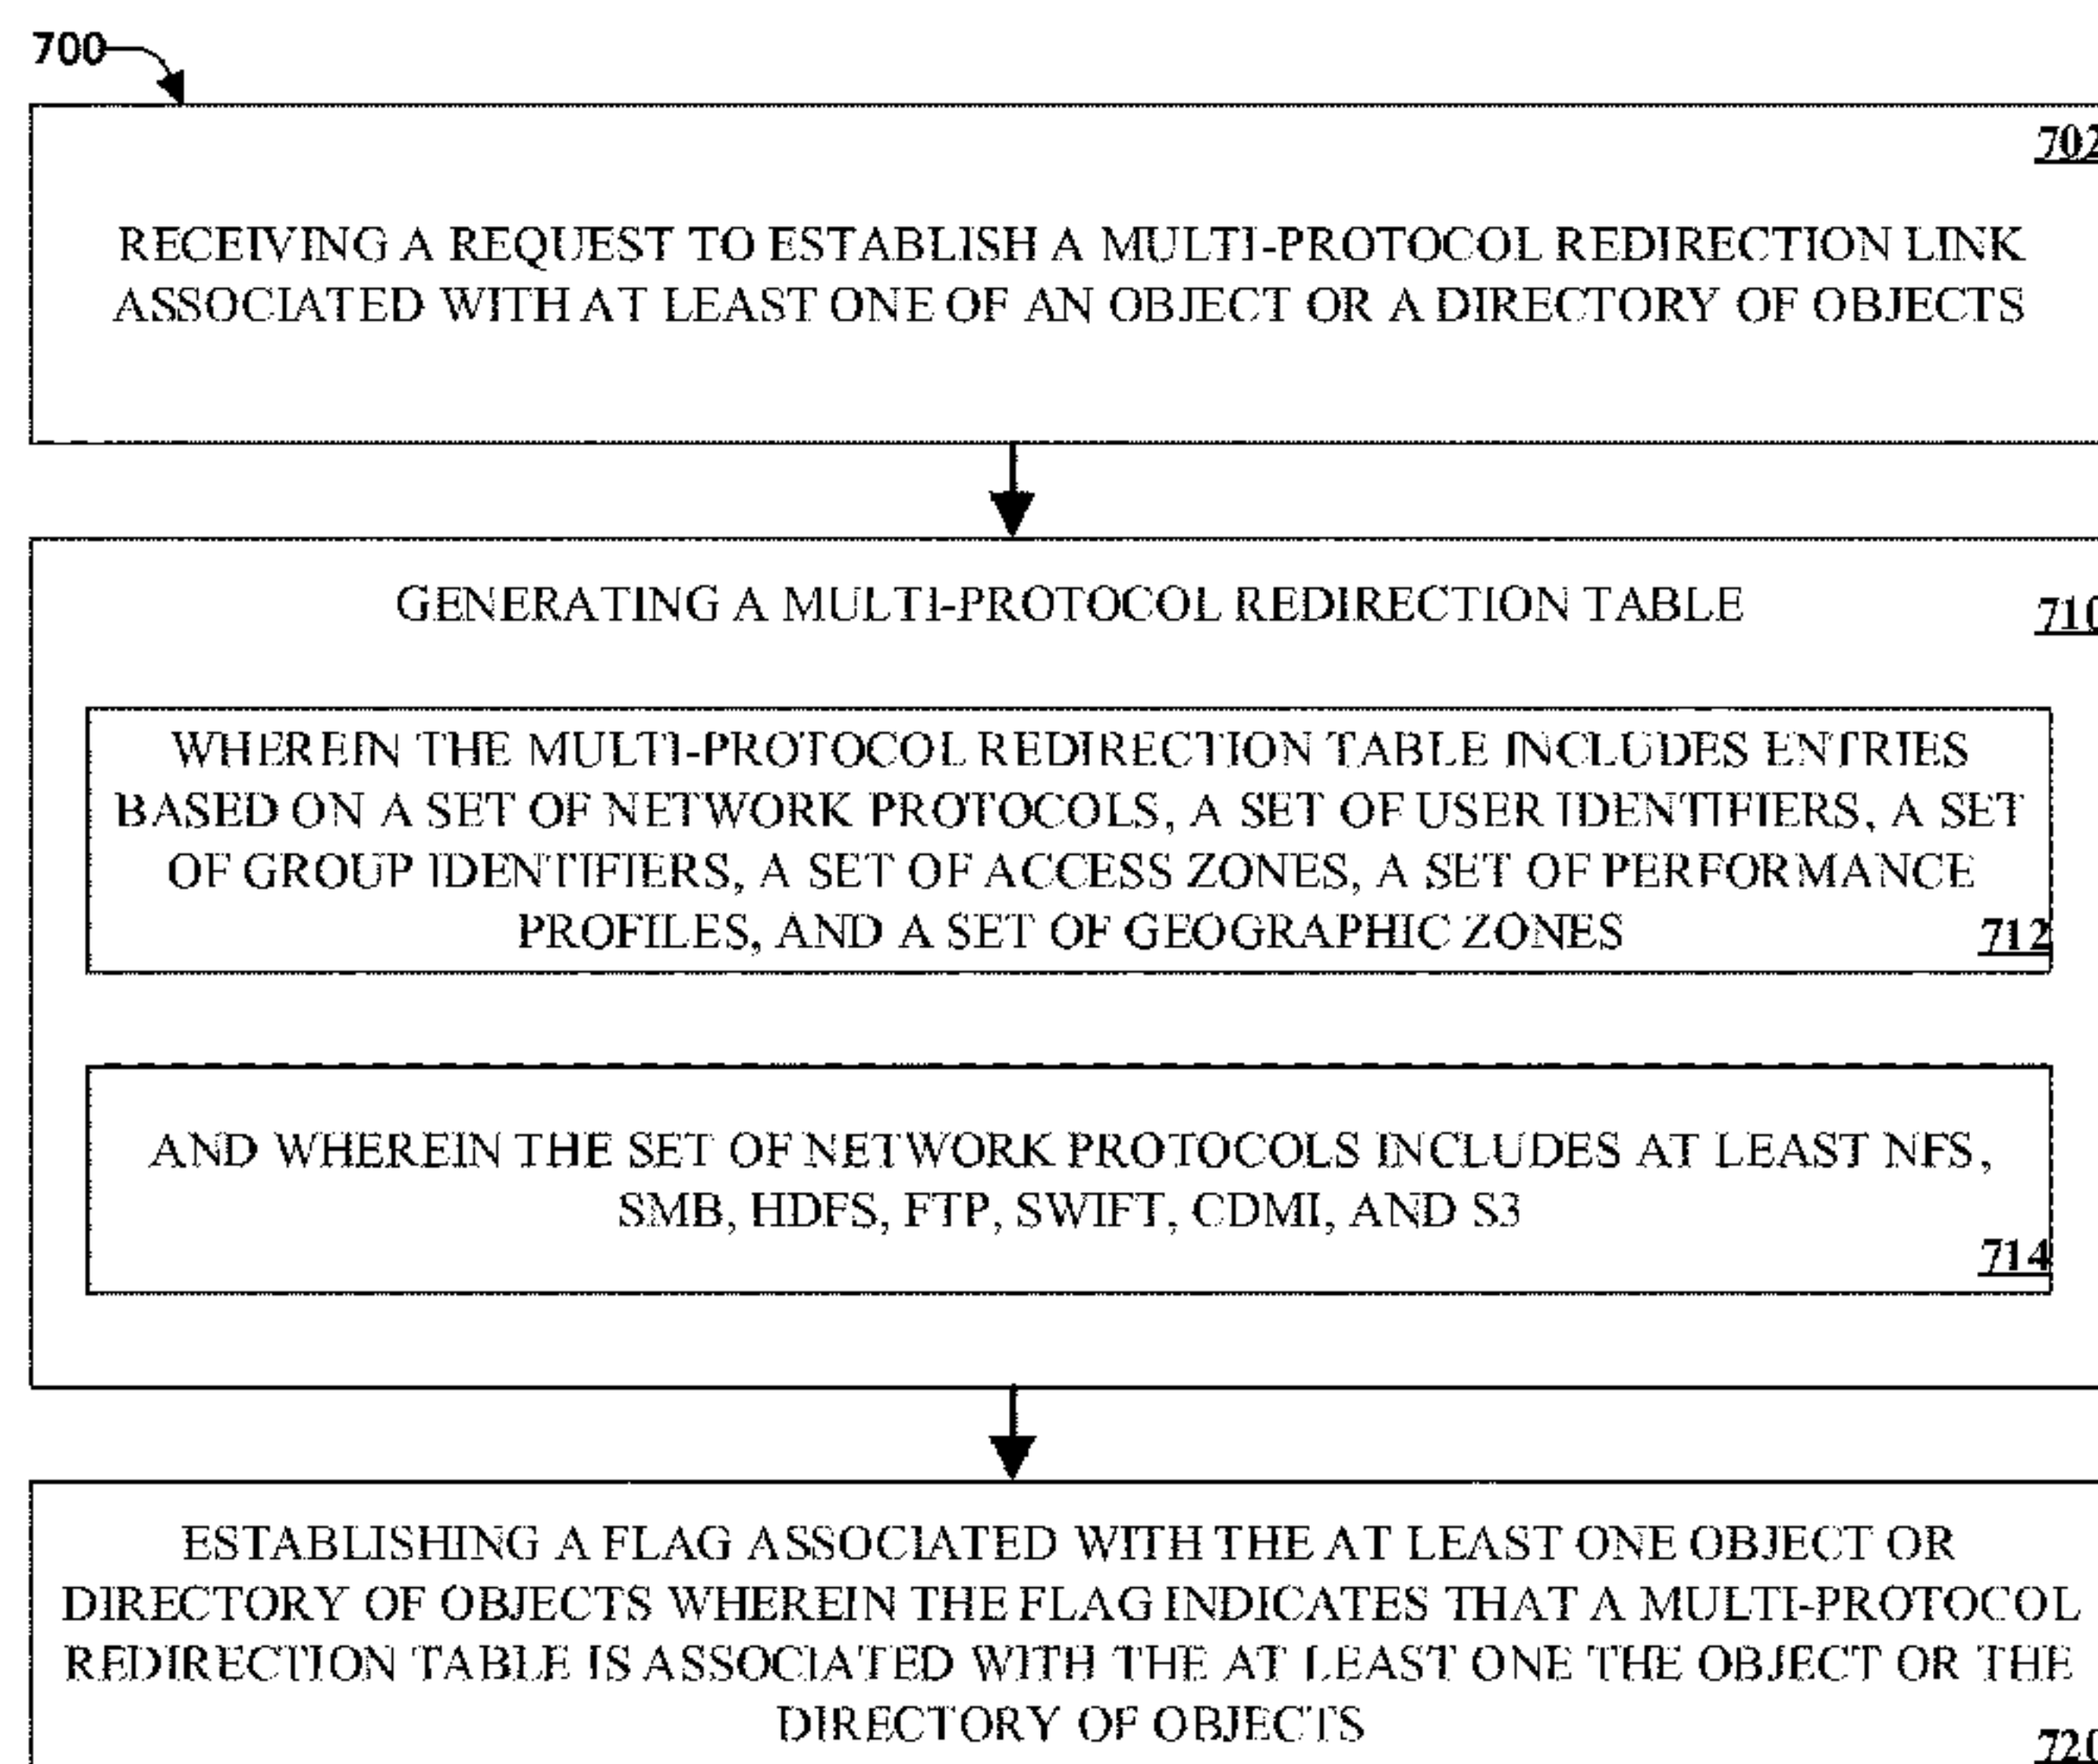 700
702
RECEIVING A REQUEST TO ESTABLISH A MULTI-PROTOCOL REDIRECTION LINK
ASSOCIATED WITH AT LEAST ONE OF AN OBJECT OR A DIRECTORY OF OBJECTS
GENERATING A MULTI-PROTOCOL REDIRECTION TABLE
710
WHEREIN THE MULTI-PROTOCOL REDIRECTION TABLE INCLUDES ENTRIES
BASED ON A SET OF NETWORK PROTOCOLS, A SET OF USER IDENTIFIERS, A SET
OF GROUP IDENTIFIERS, A SET OF ACCESS ZONES, A SET OF PERFORMANCE
PROFILES, AND A SET OF GEOGRAPHIC ZONES
712
AND WHEREIN THE SET OF NETWORK PROTOCOLS INCLUDES AT LEAST NFS,
SMB, HDFS, FTP, SWIFT, CDMI, AND S3
714
ESTABLISHING A FLAG ASSOCIATED WITH THE AT LEAST ONE OBJECT OR
DIRECTORY OF OBJECTS WHEREIN THE FLAG INDICATES THAT A MULTI-PROTOCOL
REDIRECTION TABLE IS ASSOCIATED WITH THE AT LEAST ONE THE OBJECT OR THE
DIRECTORY OF OBJECTS
720